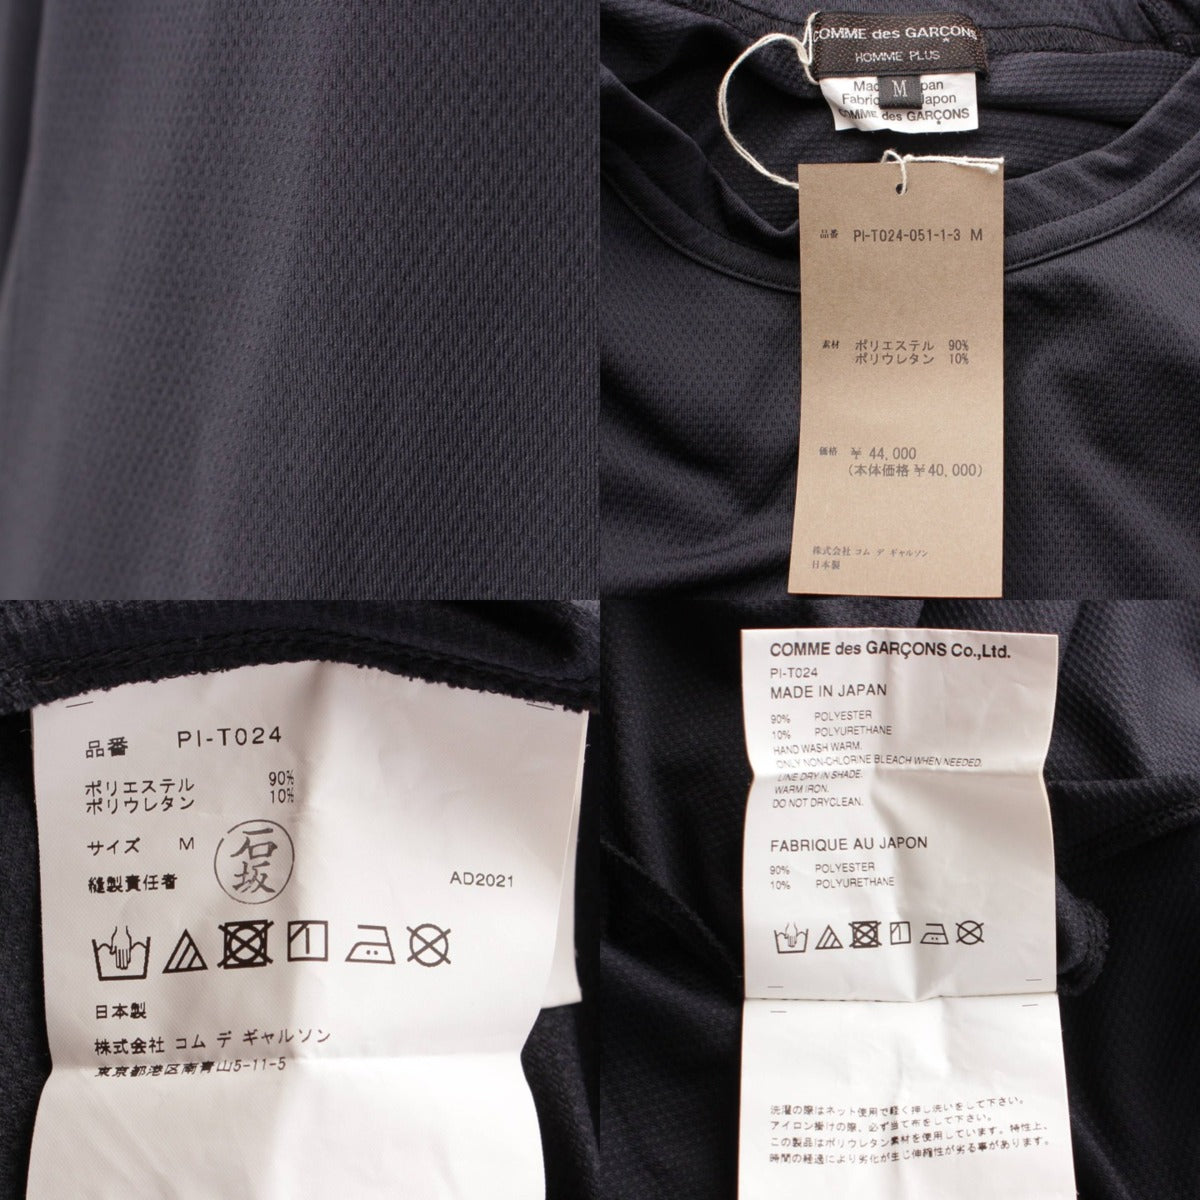 COMME des GARÇONS
HOMME PLUS
M
COMME des GARÇONS
品番 PI-T024-051-1-3 M
素材 ポリエステル 90%
ポリウレタン 10%
価格 ¥ 44,000
(本体価格 ¥40,000)
株式会社 コム デ ギャルソン
日本製
品番 PI-T024
ポリエステル 90%
ポリウレタン 10%
サイズ M
縫製責任者 石坂
AD2021
日本製
株式会社 コム デ ギャルソン
東京都港区南青山5-11-5
COMME des GARÇONS Co.,Ltd.
PI-T024
MADE IN JAPAN
90% POLYESTER
10% POLYURETHANE
HAND WASH WARM.
ONLY NON-CHLORINE BLEACH WHEN NEEDED.
LINE DRY IN SHADE.
WARM IRON.
DO NOT DRYCLEAN.
FABRIQUE AU JAPON
90% POLYESTER
10% POLYURETHANE
洗濯の際はネット使用で軽く押し洗いをして下さい。
アイロン掛けの際、必ず当て布をして下さい。
この製品はポリウレタン素材を使用しています。特性上、
時間の経過により劣化が生じ伸縮性が劣る事があります。